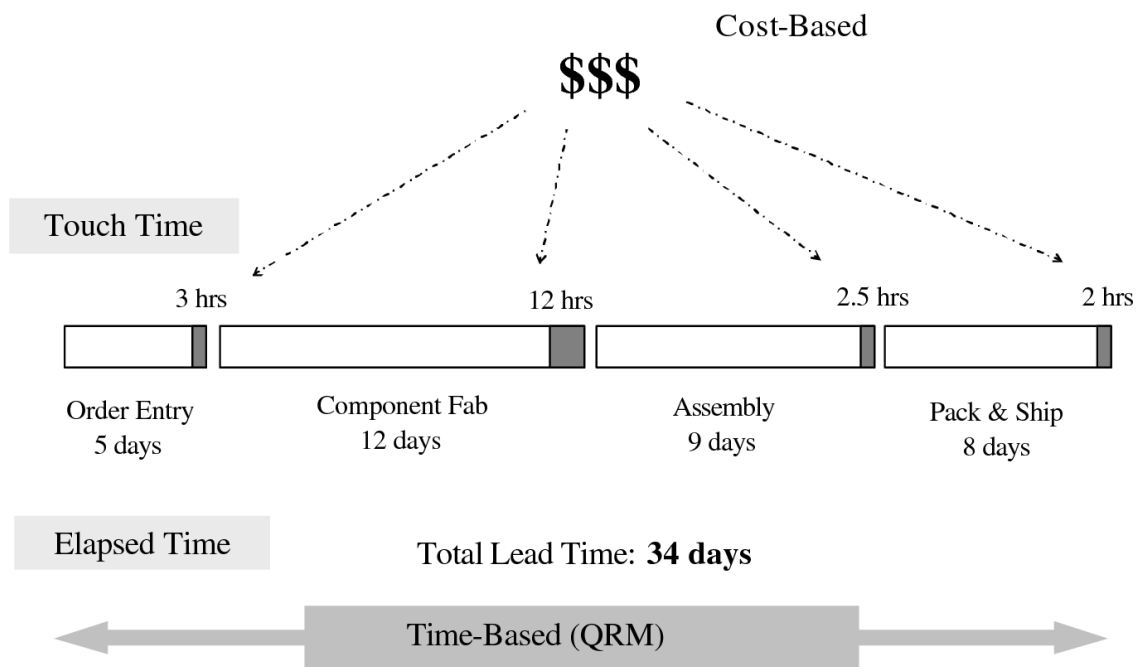 Cost-Based
$$$
Touch Time
3 hrs
12 hrs
2.5 hrs
2 hrs
Order Entry
5 days
Component Fab
12 days
Assembly
9 days
Pack & Ship
8 days
Elapsed Time
Total Lead Time: 34 days
Time-Based (QRM)